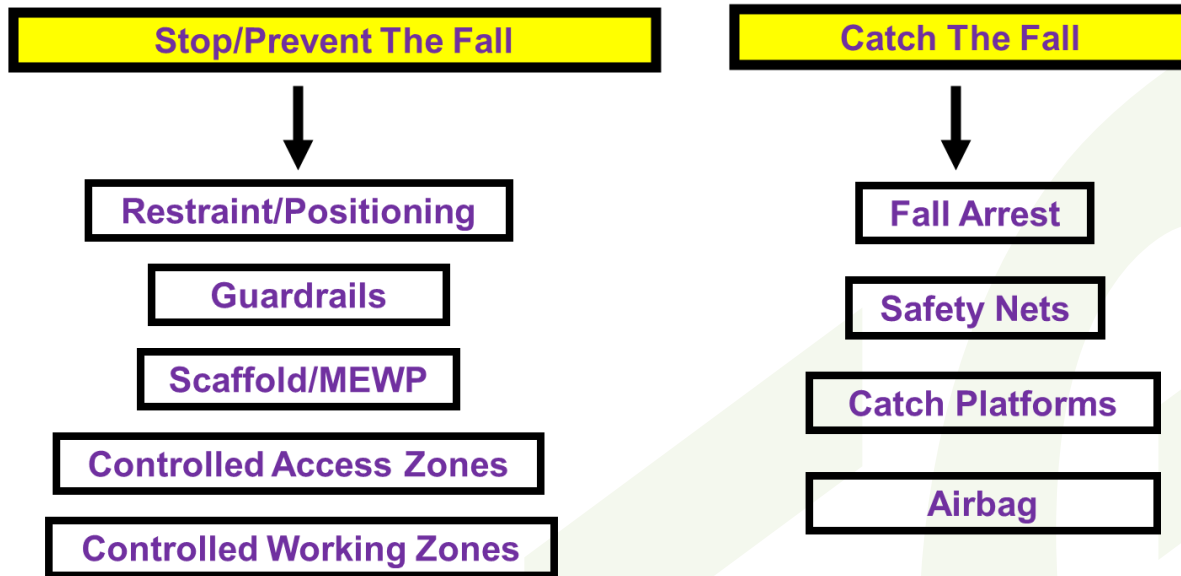 Stop/Prevent The Fall
Restraint/Positioning
Guardrails
Scaffold/MEWP
Controlled Access Zones
Controlled Working Zones
Catch The Fall
Fall Arrest
Safety Nets
Catch Platforms
Airbag